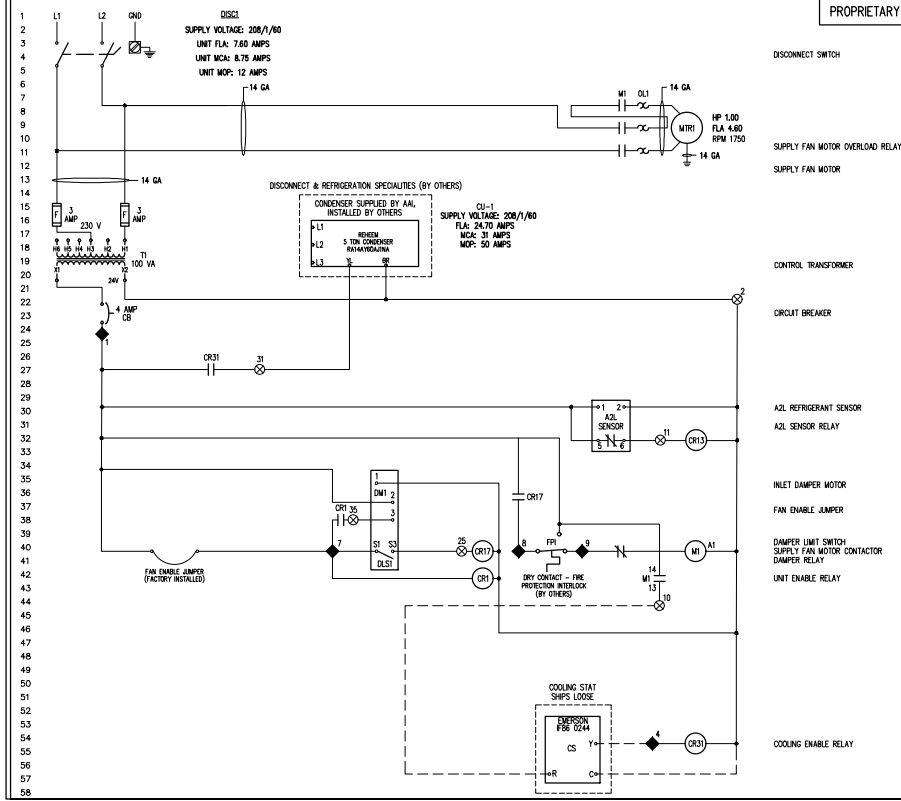 PROPRIETARY
1 L1 L2 GND DISC1
2 SUPPLY VOLTAGE: 208/1/60
3 UNIT FLA: 7.60 AMPS
4 UNIT MCA: 8.75 AMPS DISCONNECT SWITCH
5 UNIT MOP: 12 AMPS
6 14 GA 14 GA
7 M1 OL1
8 HP 1.00
9 MTR1 FLA 4.60
10 RPM 1750
11 14 GA SUPPLY FAN MOTOR OVERLOAD RELAY
12 SUPPLY FAN MOTOR
13 14 GA DISCONNECT & REFRIGERATION SPECIALITIES (BY OTHERS)
14 CONDENSER SUPPLIED BY AAI,
15 F 3 AMP F 3 AMP INSTALLED BY OTHERS CU-1
16 REHEEM SUPPLY VOLTAGE: 208/1/60
17 230 V L1 5 TON CONDENSER FLA: 24.70 AMPS
18 H6 H5 H4 H3 H2 H1 T1 L2 RA14AY60AJ1NA MCA: 31 AMPS
19 100 VA L3 YL BR MOP: 50 AMPS CONTROL TRANSFORMER
20 X1 X2
21 24V
22 2
23 4 AMP CB CIRCUIT BREAKER
24
25 1
26 CR31 31
27
28
29
30 1 2 A2L REFRIGERANT SENSOR
31 A2L SENSOR 11 A2L SENSOR RELAY
32 5 6 CR13
33
34
35 1 INLET DAMPER MOTOR
36 DM1 2 CR17
37 CR1 35 3 FAN ENABLE JUMPER
38
39 S1 S3 25 8 FPI 9
40 7 CR17 M1 A1 DAMPER LIMIT SWITCH
SUPPLY FAN MOTOR CONTACTOR
41 DLS1 DAMPER RELAY
42 FAN ENABLE JUMPER CR1 DRY CONTACT - FIRE 14 UNIT ENABLE RELAY
43 (FACTORY INSTALLED) PROTECTION INTERLOCK M1 13
44 (BY OTHERS) 10
45
46
47
48
49
50 COOLING STAT
51 SHIPS LOOSE
52
53 EMERSON
54 IF86 0244 4
55 CS Y CR31 COOLING ENABLE RELAY
56
57 R C
58